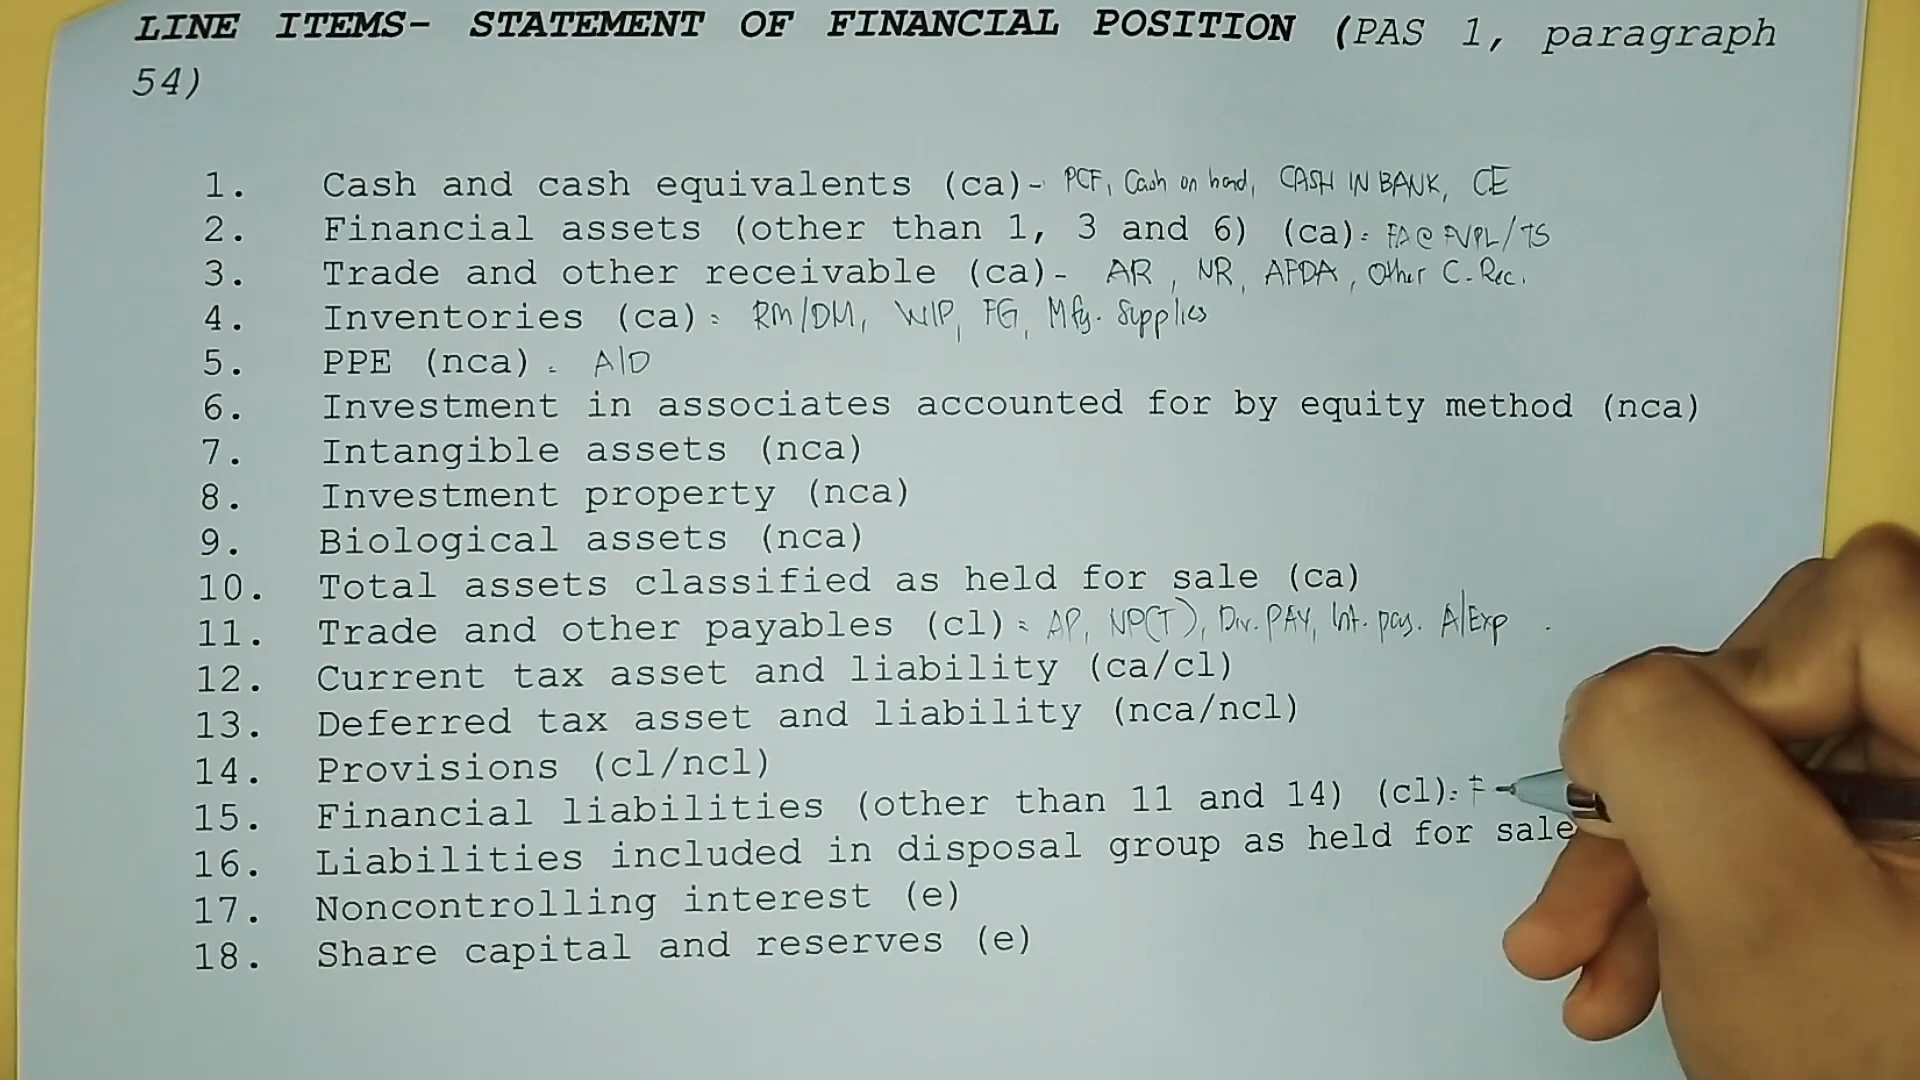 LINE ITEMS- STATEMENT OF FINANCIAL POSITION (PAS 1, paragraph
54)
1. Cash and cash equivalents (ca)- PCF, Cash on hand, CASH IN BANK, CE
2. Financial assets (other than 1, 3 and 6) (ca)- FA@FVPL/TS
3. Trade and other receivable (ca)- AR, NR, AFDA, Other C. Rec.
4. Inventories (ca)- RM/DM, WIP, FG, Mfg. Supplies
5. PPE (nca)- A/D
6. Investment in associates accounted for by equity method (nca)
7. Intangible assets (nca)
8. Investment property (nca)
9. Biological assets (nca)
10. Total assets classified as held for sale (ca)
11. Trade and other payables (cl)- AP, NP(T), Div. PAY, Int. pay. A/Exp
12. Current tax asset and liability (ca/cl)
13. Deferred tax asset and liability (nca/ncl)
14. Provisions (cl/ncl)
15. Financial liabilities (other than 11 and 14) (cl)- F
16. Liabilities included in disposal group as held for sale
17. Noncontrolling interest (e)
18. Share capital and reserves (e)